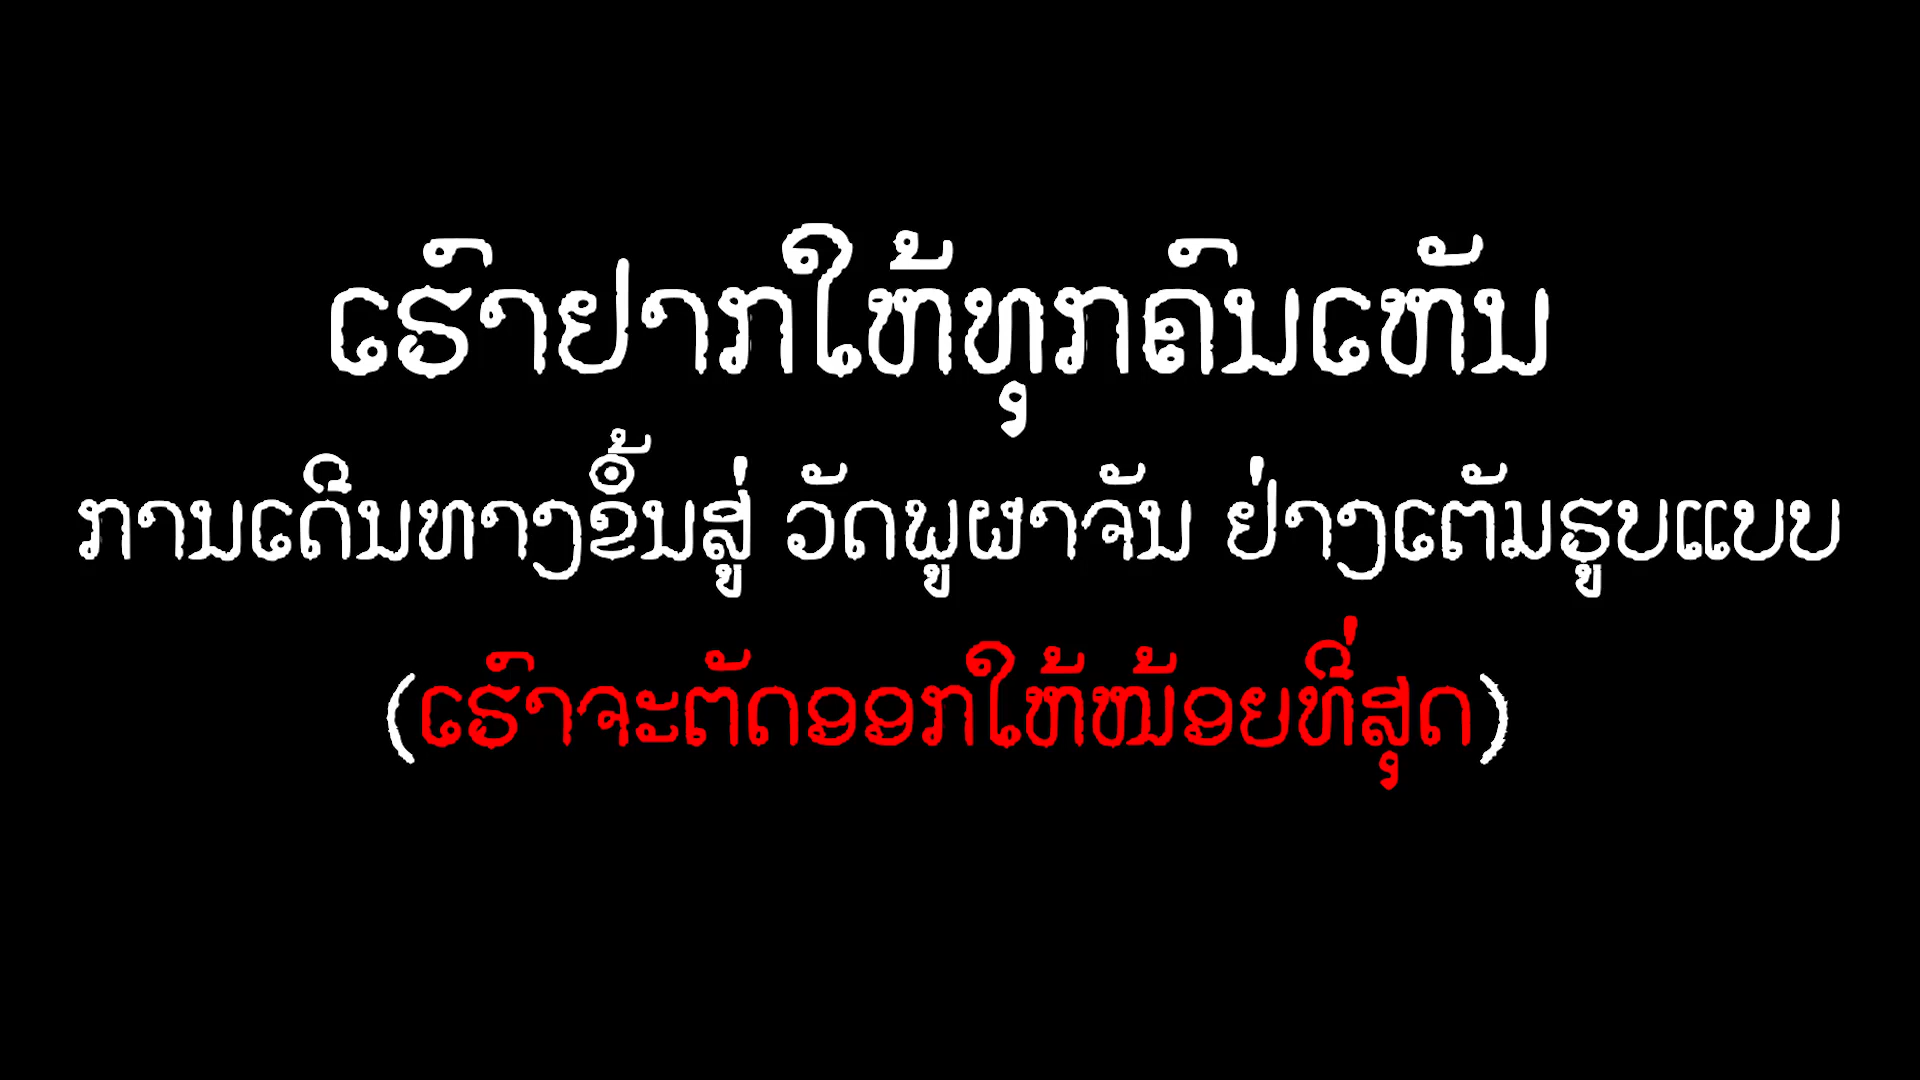 ເຮົາຢາກໃຫ້ທຸກຄົນເຫັນ
ການເດີນທາງຂຶ້ນສູ່ ວັດພູຜາຈັນ ຢ່າງເຕັມຮູບແບບ
(ເຮົາຈະຕັດອອກໃຫ້ໜ້ອຍທີ່ສຸດ)